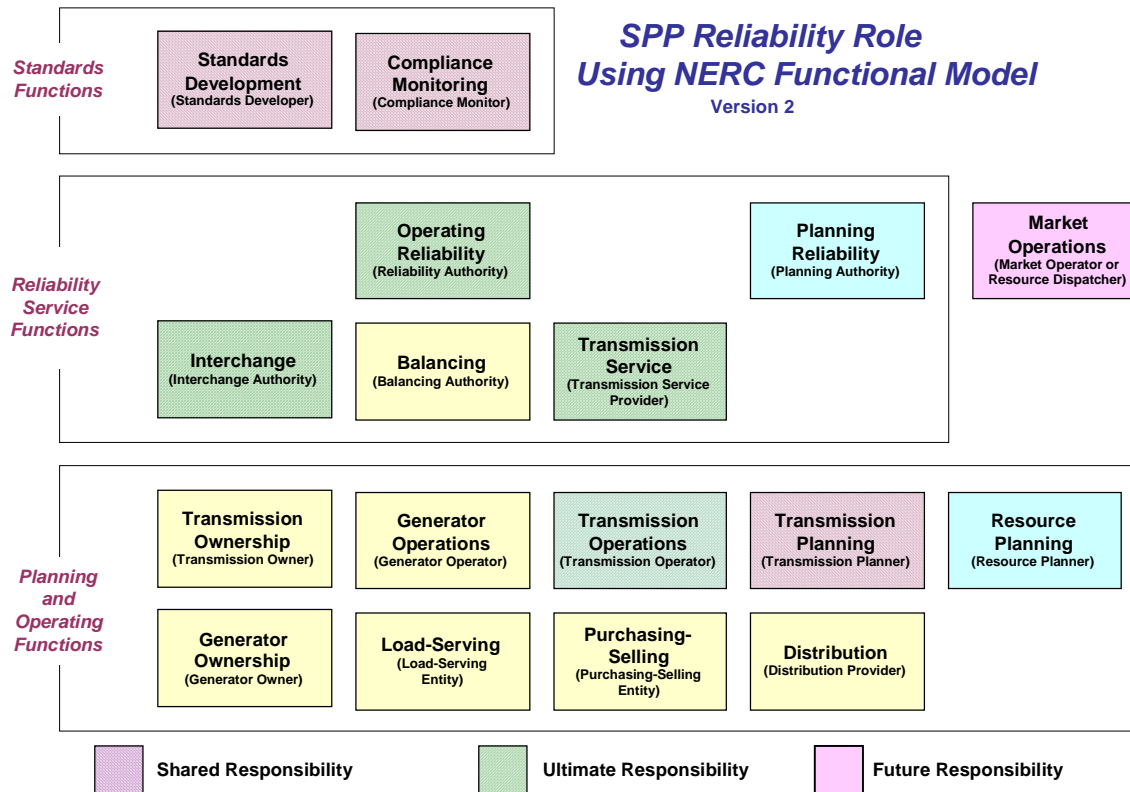 SPP Reliability Role
Using NERC Functional Model
Version 2
Standards
Functions
Standards
Development
(Standards Developer)
Compliance
Monitoring
(Compliance Monitor)
Reliability
Service
Functions
Operating
Reliability
(Reliability Authority)
Planning
Reliability
(Planning Authority)
Market
Operations
(Market Operator or
Resource Dispatcher)
Interchange
(Interchange Authority)
Balancing
(Balancing Authority)
Transmission
Service
(Transmission Service
Provider)
Planning
and
Operating
Functions
Transmission
Ownership
(Transmission Owner)
Generator
Operations
(Generator Operator)
Transmission
Operations
(Transmission Operator)
Transmission
Planning
(Transmission Planner)
Resource
Planning
(Resource Planner)
Generator
Ownership
(Generator Owner)
Load-Serving
(Load-Serving
Entity)
Purchasing-
Selling
(Purchasing-Selling
Entity)
Distribution
(Distribution Provider)
Shared Responsibility
Ultimate Responsibility
Future Responsibility